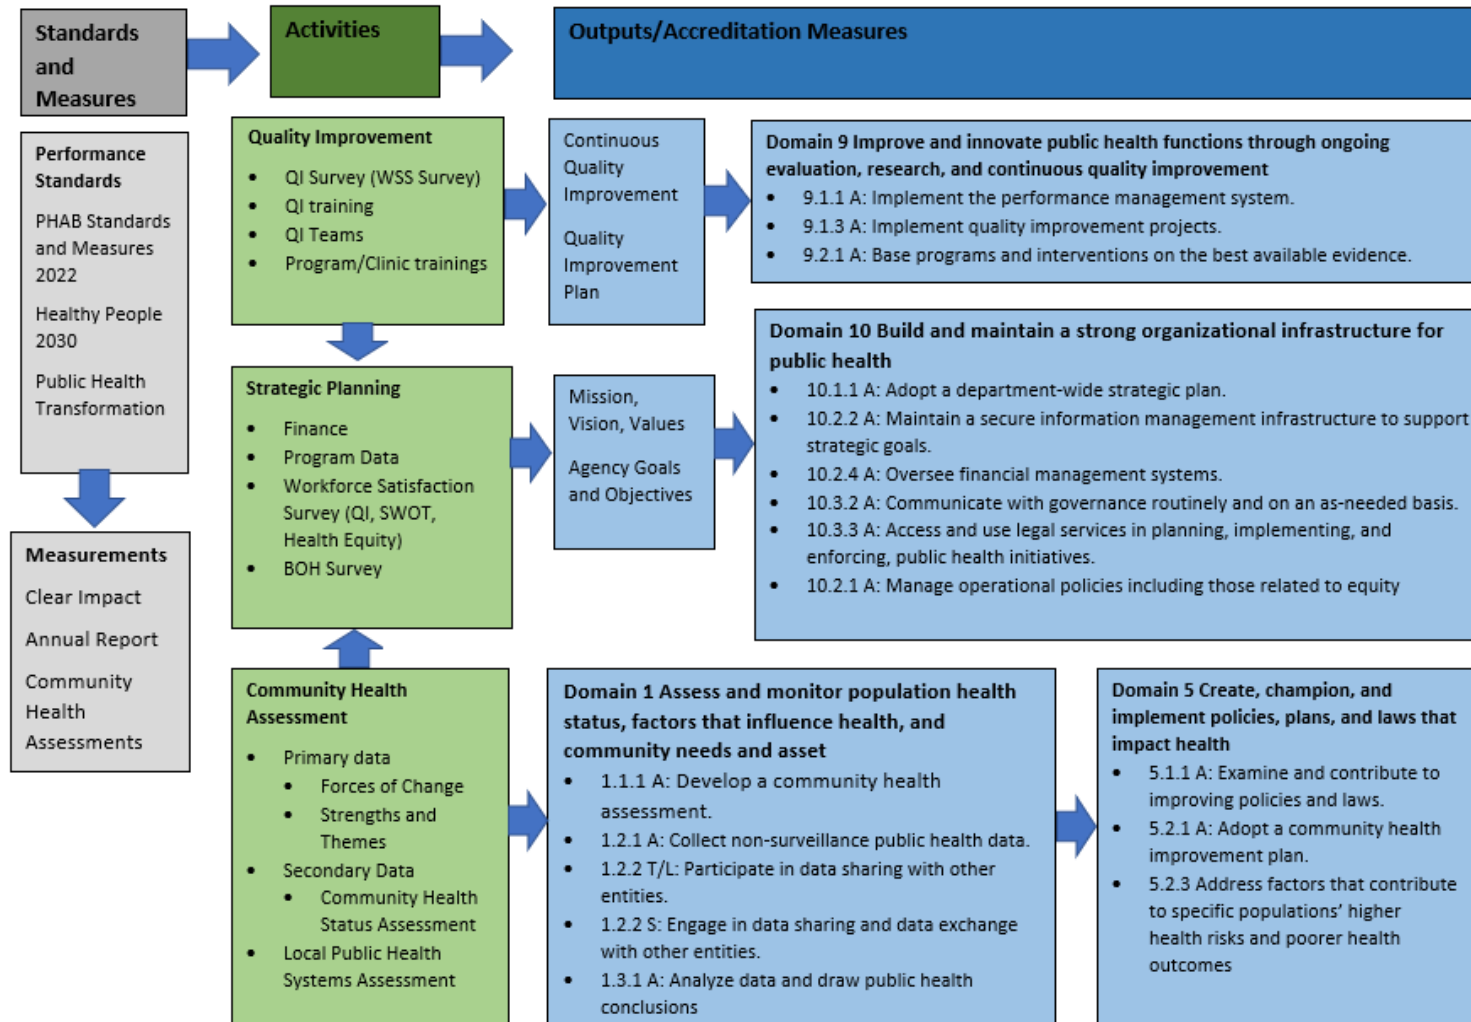 Standards
and
Measures
Activities
Outputs/Accreditation Measures
Performance
Standards
PHAB Standards
and Measures
2022
Healthy People
2030
Public Health
Transformation
Measurements
Clear Impact
Annual Report
Community
Health
Assessments
Quality Improvement
• QI Survey (WSS Survey)
• QI training
• QI Teams
• Program/Clinic trainings
Continuous
Quality
Improvement
Quality
Improvement
Plan
Domain 9 Improve and innovate public health functions through ongoing
evaluation, research, and continuous quality improvement
• 9.1.1 A: Implement the performance management system.
• 9.1.3 A: Implement quality improvement projects.
• 9.2.1 A: Base programs and interventions on the best available evidence.
Strategic Planning
• Finance
• Program Data
• Workforce Satisfaction
Survey (QI, SWOT,
Health Equity)
• BOH Survey
Mission,
Vision, Values
Agency Goals
and Objectives
Domain 10 Build and maintain a strong organizational infrastructure for
public health
• 10.1.1 A: Adopt a department-wide strategic plan.
• 10.2.2 A: Maintain a secure information management infrastructure to support
strategic goals.
• 10.2.4 A: Oversee financial management systems.
• 10.3.2 A: Communicate with governance routinely and on an as-needed basis.
• 10.3.3 A: Access and use legal services in planning, implementing, and
enforcing, public health initiatives.
• 10.2.1 A: Manage operational policies including those related to equity
Community Health
Assessment
• Primary data
• Forces of Change
• Strengths and
Themes
• Secondary Data
• Community Health
Status Assessment
• Local Public Health
Systems Assessment
Domain 1 Assess and monitor population health
status, factors that influence health, and
community needs and asset
• 1.1.1 A: Develop a community health
assessment.
• 1.2.1 A: Collect non-surveillance public health data.
• 1.2.2 T/L: Participate in data sharing with other
entities.
• 1.2.2 S: Engage in data sharing and data exchange
with other entities.
• 1.3.1 A: Analyze data and draw public health
conclusions
Domain 5 Create, champion, and
implement policies, plans, and laws that
impact health
• 5.1.1 A: Examine and contribute to
improving policies and laws.
• 5.2.1 A: Adopt a community health
improvement plan.
• 5.2.3 Address factors that contribute
to specific populations’ higher
health risks and poorer health
outcomes